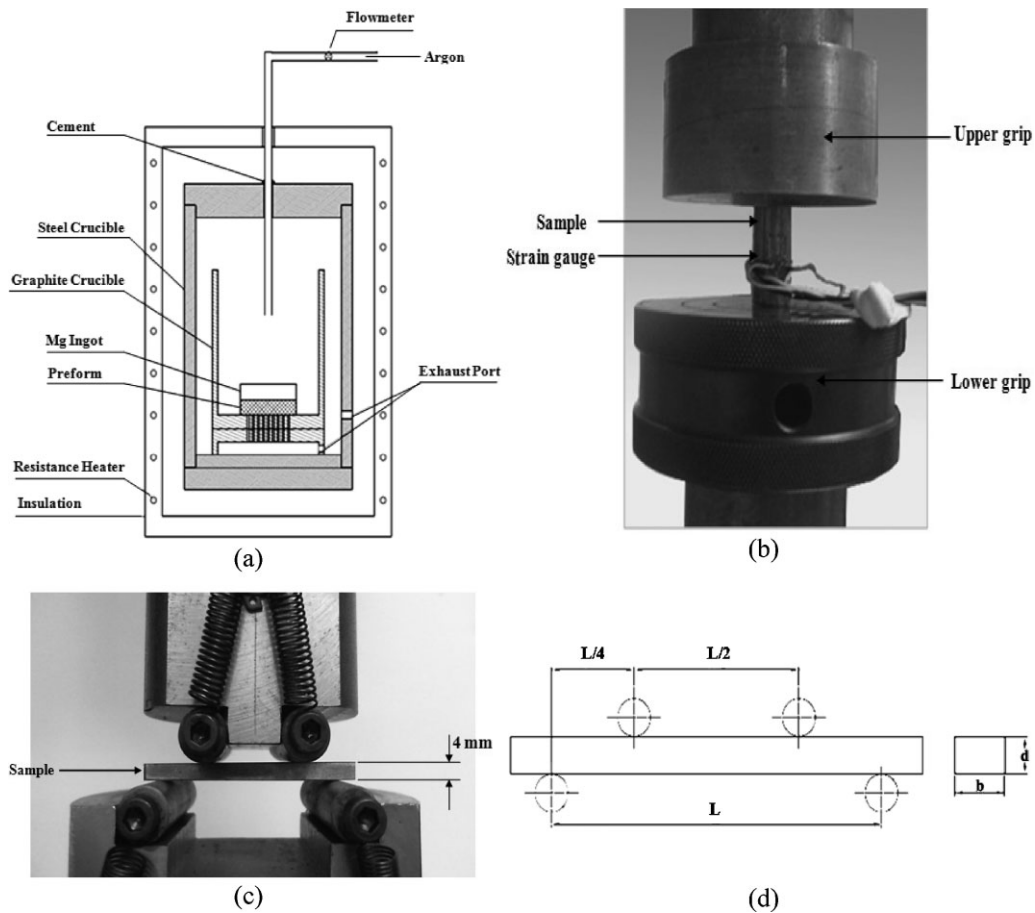 Flowmeter
Argon
Cement
Steel Crucible
Graphite Crucible
Mg Ingot
Preform
Exhaust Port
Resistance Heater
Insulation
(a)
Upper grip
Sample
Strain gauge
Lower grip
(b)
4 mm
Sample
(c)
L/4
L/2
L
d
b
(d)